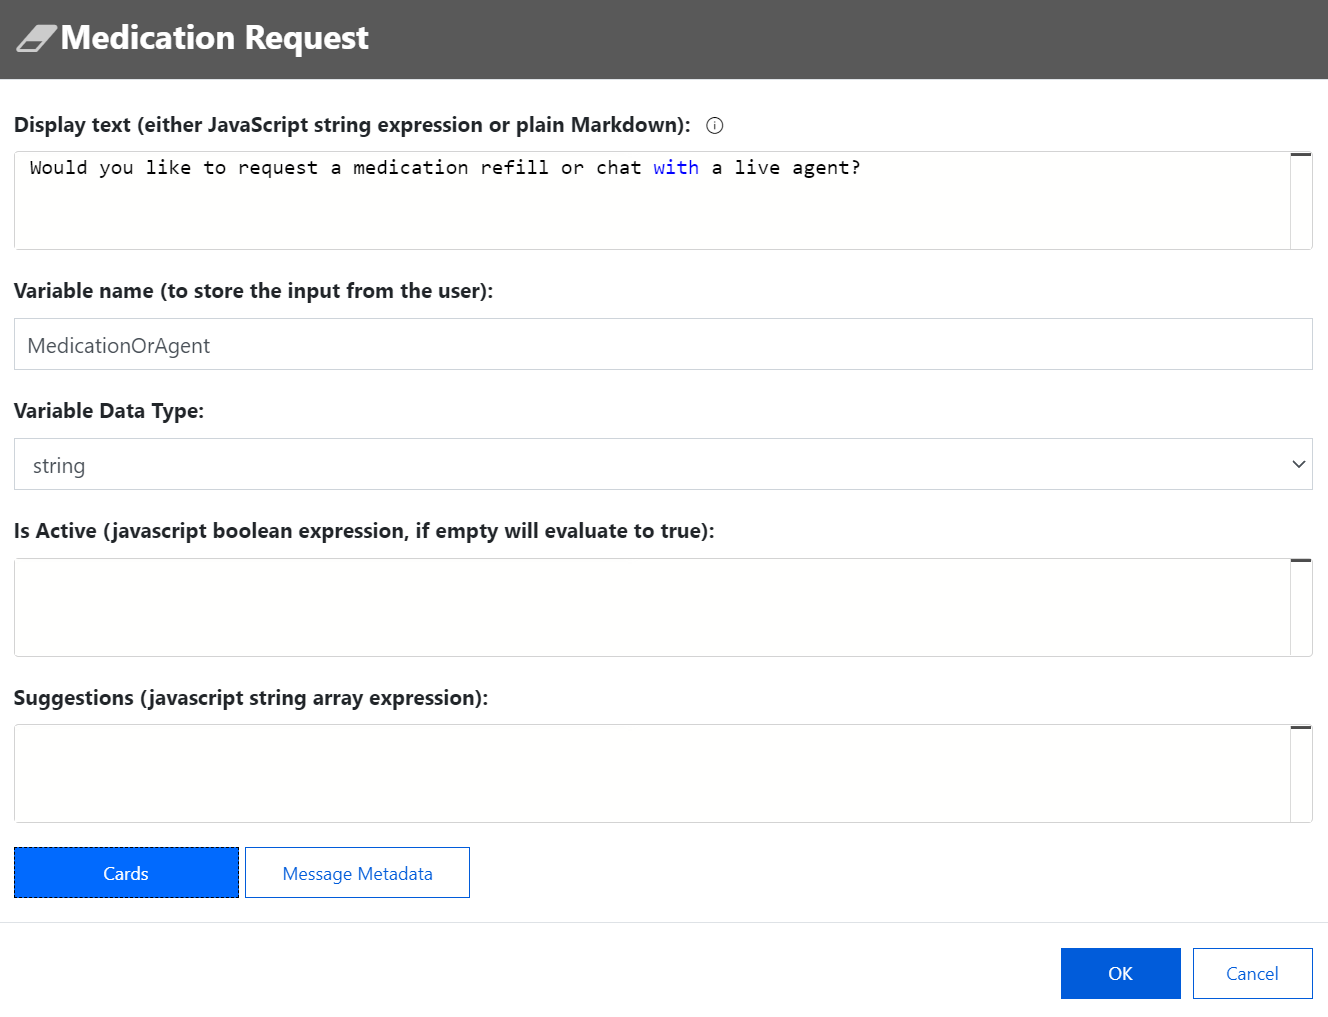 Medication Request
Display text (either JavaScript string expression or plain Markdown):
Would you like to request a medication refill or chat with a live agent?
Variable name (to store the input from the user):
MedicationOrAgent
Variable Data Type:
string
Is Active (javascript boolean expression, if empty will evaluate to true):
Suggestions (javascript string array expression):
Cards
Message Metadata
OK
Cancel